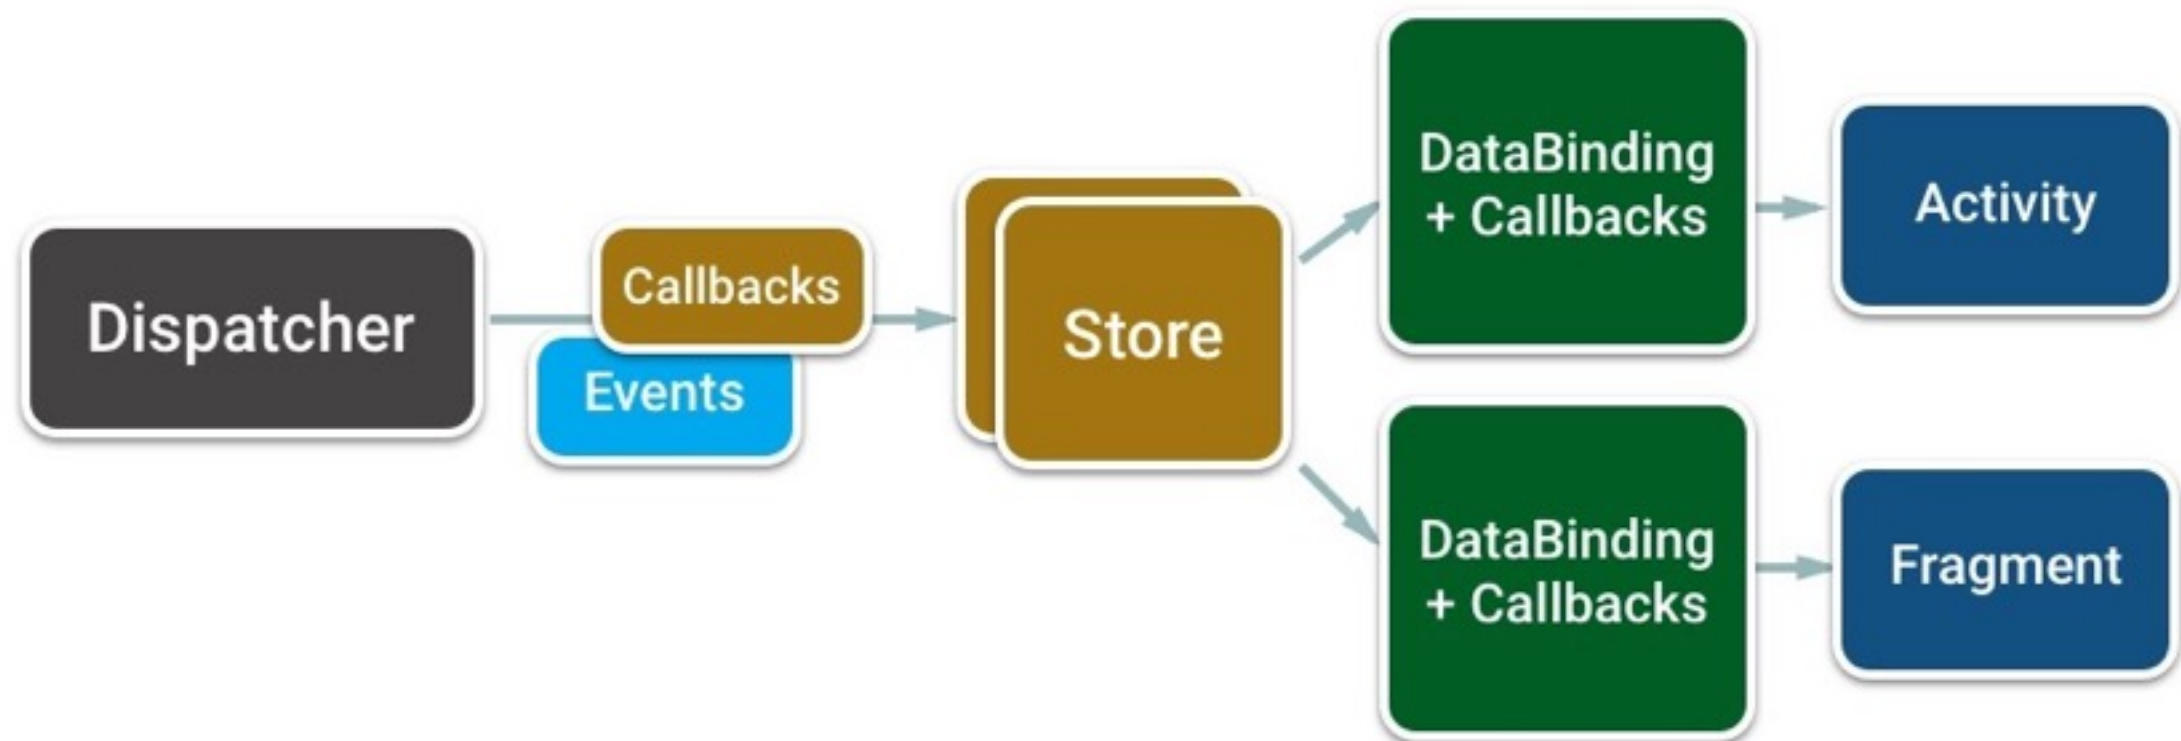 Dispatcher
Callbacks
Events
Store
DataBinding
+ Callbacks
Activity
DataBinding
+ Callbacks
Fragment